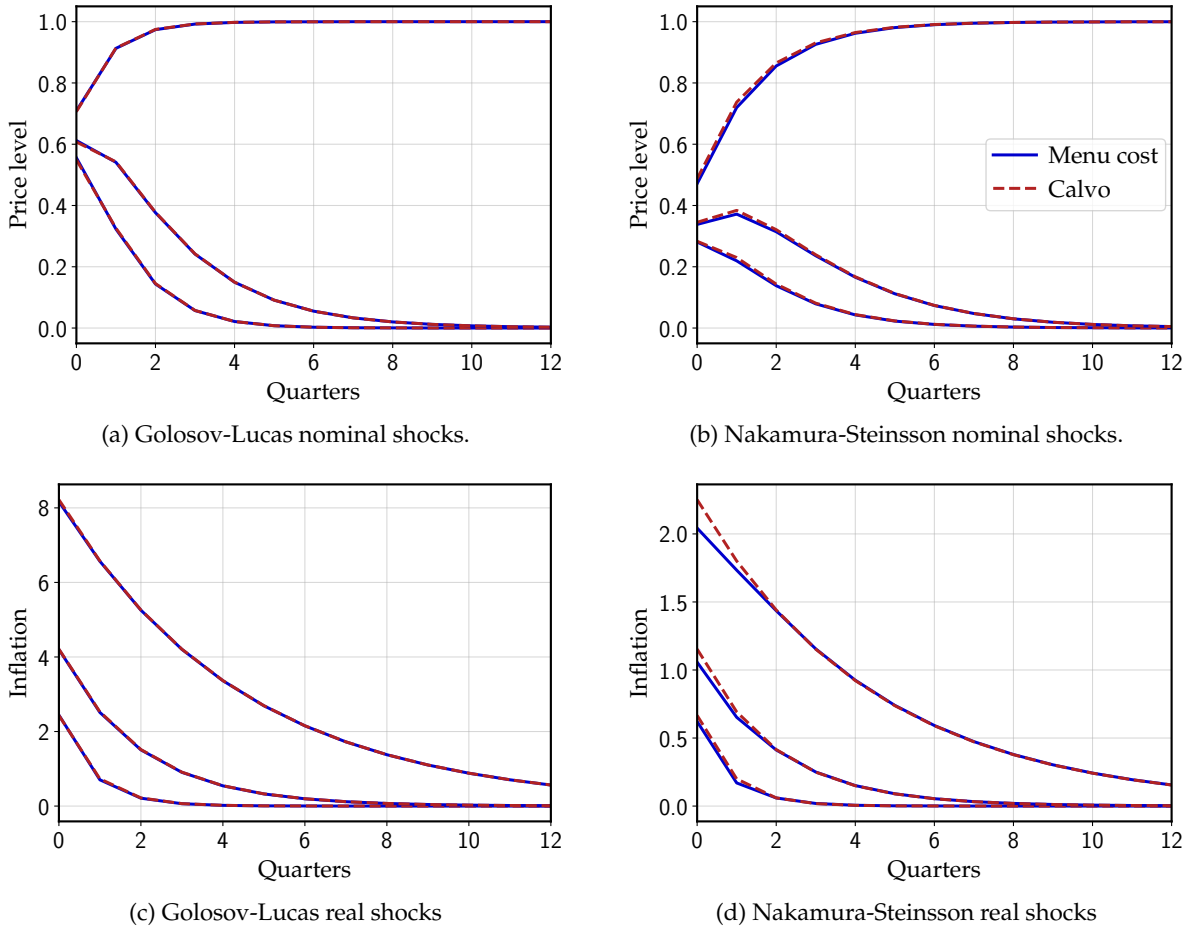 1.0
0.8
0.6
0.4
0.2
0.0
Price level
0 2 4 6 8 10 12
Quarters
(a) Golosov-Lucas nominal shocks.
1.0
0.8
0.6
0.4
0.2
0.0
Price level
Menu cost
Calvo
0 2 4 6 8 10 12
Quarters
(b) Nakamura-Steinsson nominal shocks.
8
6
4
2
0
Inflation
0 2 4 6 8 10 12
Quarters
(c) Golosov-Lucas real shocks
2.0
1.5
1.0
0.5
0.0
Inflation
0 2 4 6 8 10 12
Quarters
(d) Nakamura-Steinsson real shocks